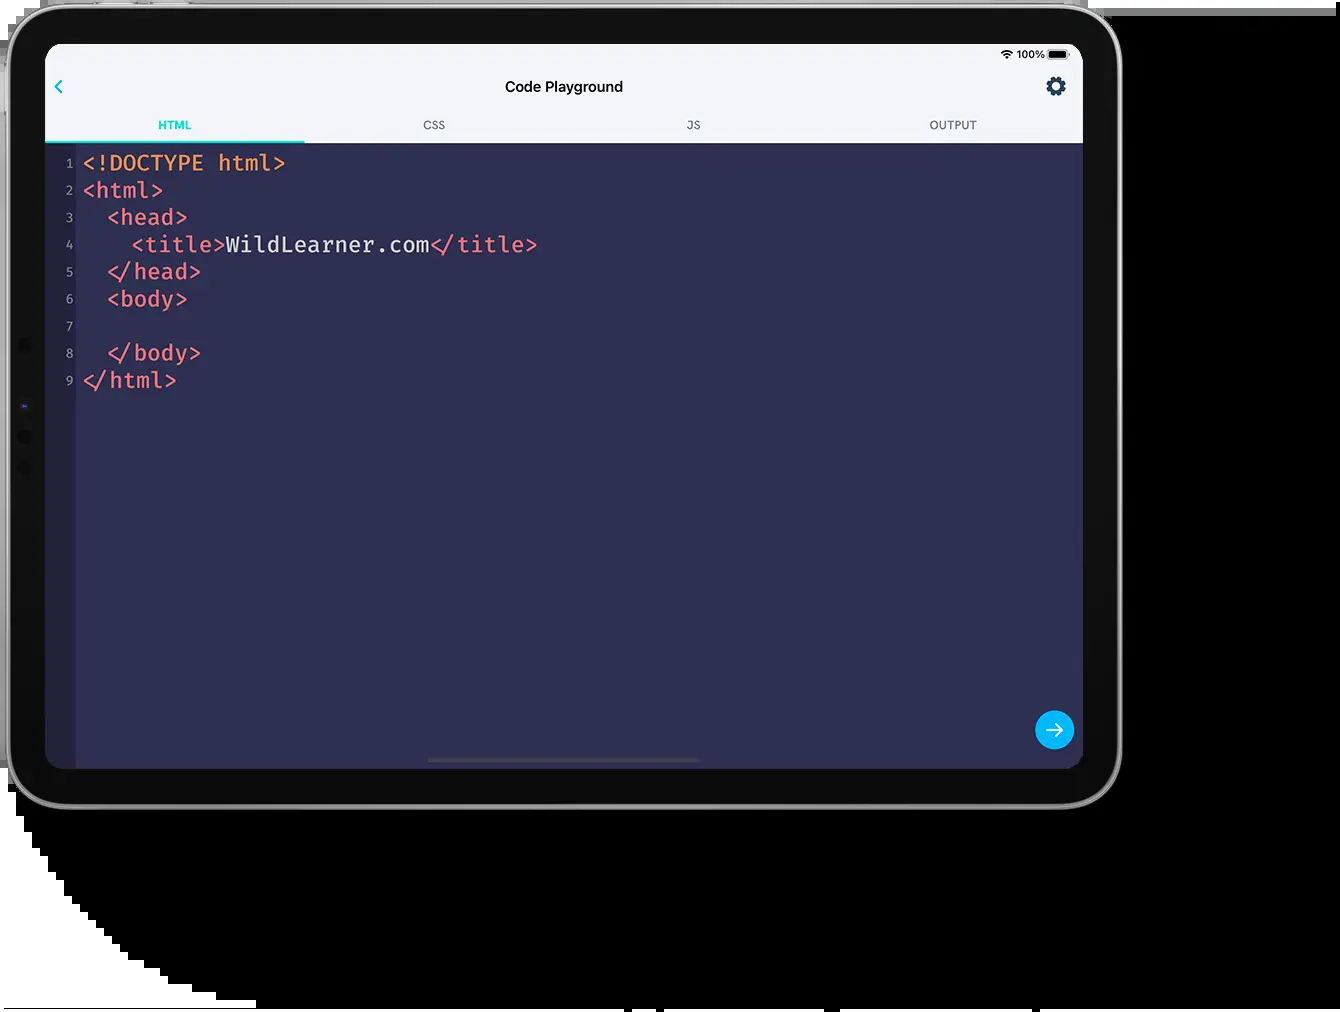 100%
Code Playground
HTML CSS JS OUTPUT
1 <!DOCTYPE html>
2 <html>
3   <head>
4     <title>WildLearner.com</title>
5   </head>
6   <body>
7
8   </body>
9 </html>